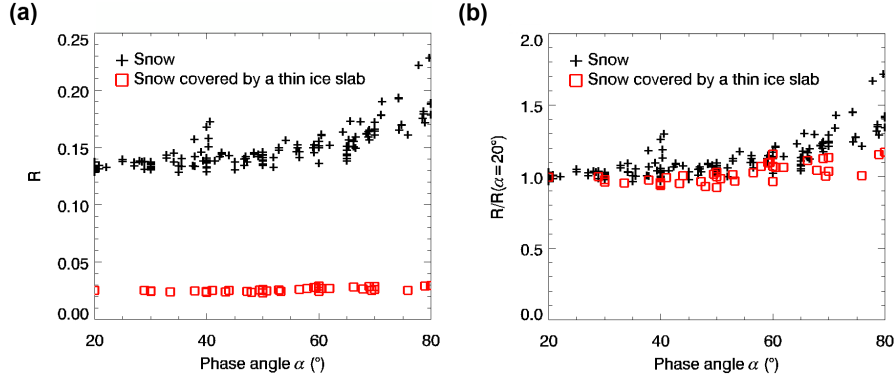 (a)
0.25
0.20
0.15
0.10
0.05
0.00
R
Snow
Snow covered by a thin ice slab
20 40 60 80
Phase angle α (°)
(b)
2.0
1.5
1.0
0.5
0.0
R/R(α=20°)
Snow
Snow covered by a thin ice slab
20 40 60 80
Phase angle α (°)